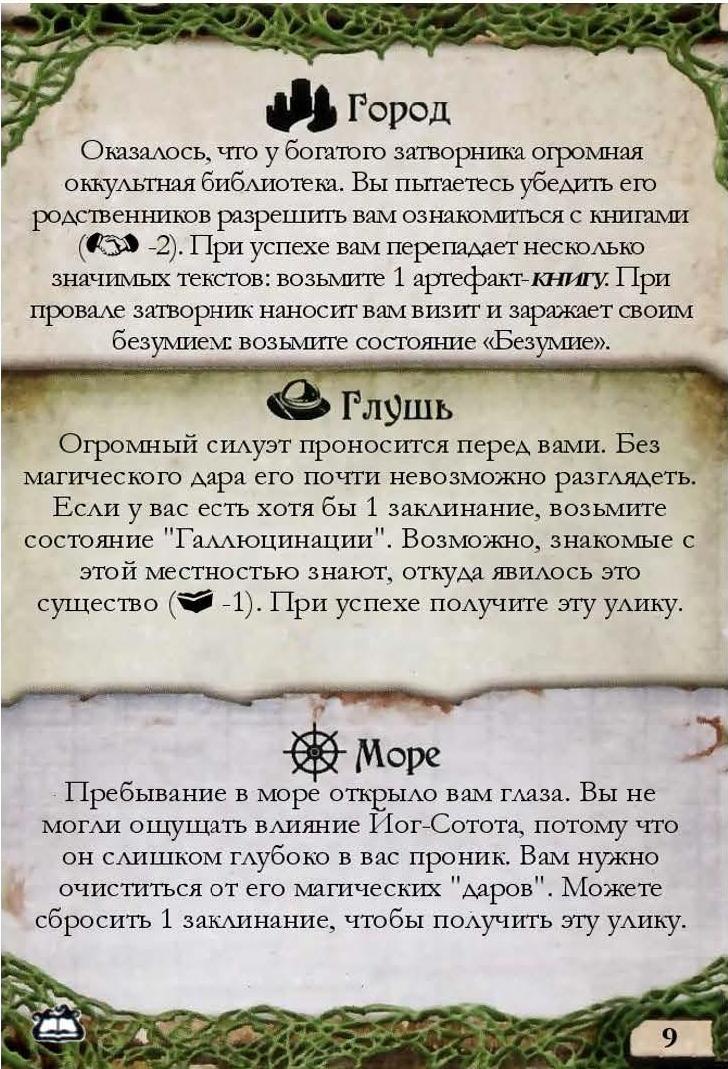 Город
Оказалось, что у богатого затворника огромная
оккультная библиотека. Вы пытаетесь убедить его
родственников разрешить вам ознакомиться с книгами
( -2). При успехе вам перепадает несколько
значимых текстов: возьмите 1 артефакт-книгу. При
провале затворник наносит вам визит и заражает своим
безумием: возьмите состояние «Безумие».
Глушь
Огромный силуэт проносится перед вами. Без
магического дара его почти невозможно разглядеть.
Если у вас есть хотя бы 1 заклинание, возьмите
состояние "Галлюцинации". Возможно, знакомые с
этой местностью знают, откуда явилось это
существо ( -1). При успехе получите эту улику.
Море
Пребывание в море открыло вам глаза. Вы не
могли ощущать влияние Йог-Сотота, потому что
он слишком глубоко в вас проник. Вам нужно
очиститься от его магических "даров". Можете
сбросить 1 заклинание, чтобы получить эту улику.
9